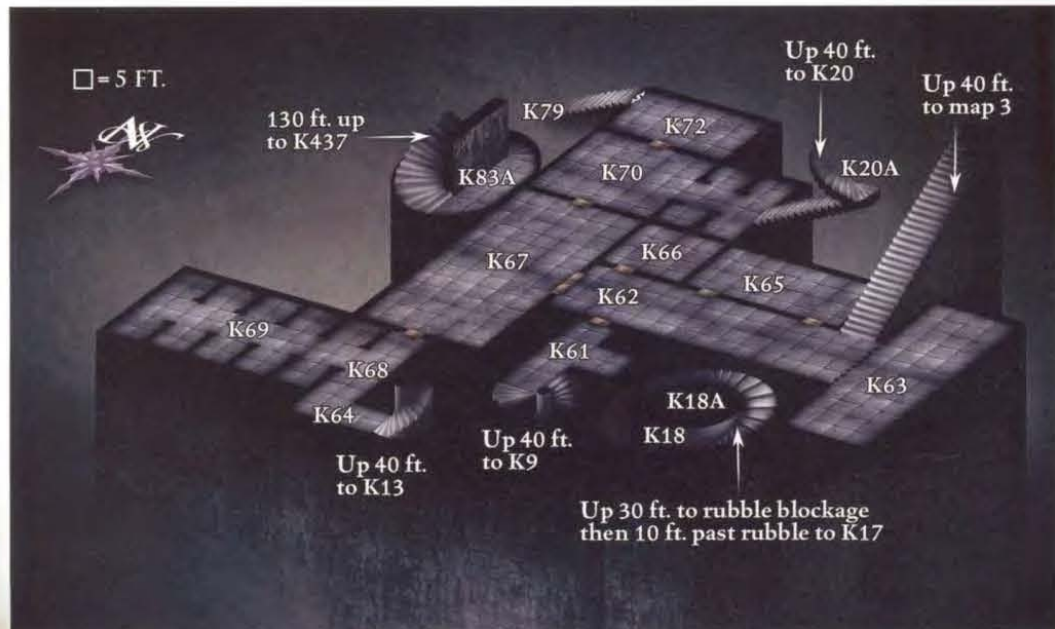 □= 5 FT.
130 ft. up
to K437
K79
K83A
K72
K70
Up 40 ft.
to K20
K20A
Up 40 ft.
to map 3
K67
K66
K65
K62
K61
K63
K69
K68
K64
K18A
K18
Up 40 ft.
to K13
Up 40 ft.
to K9
Up 30 ft. to rubble blockage
then 10 ft. past rubble to K17